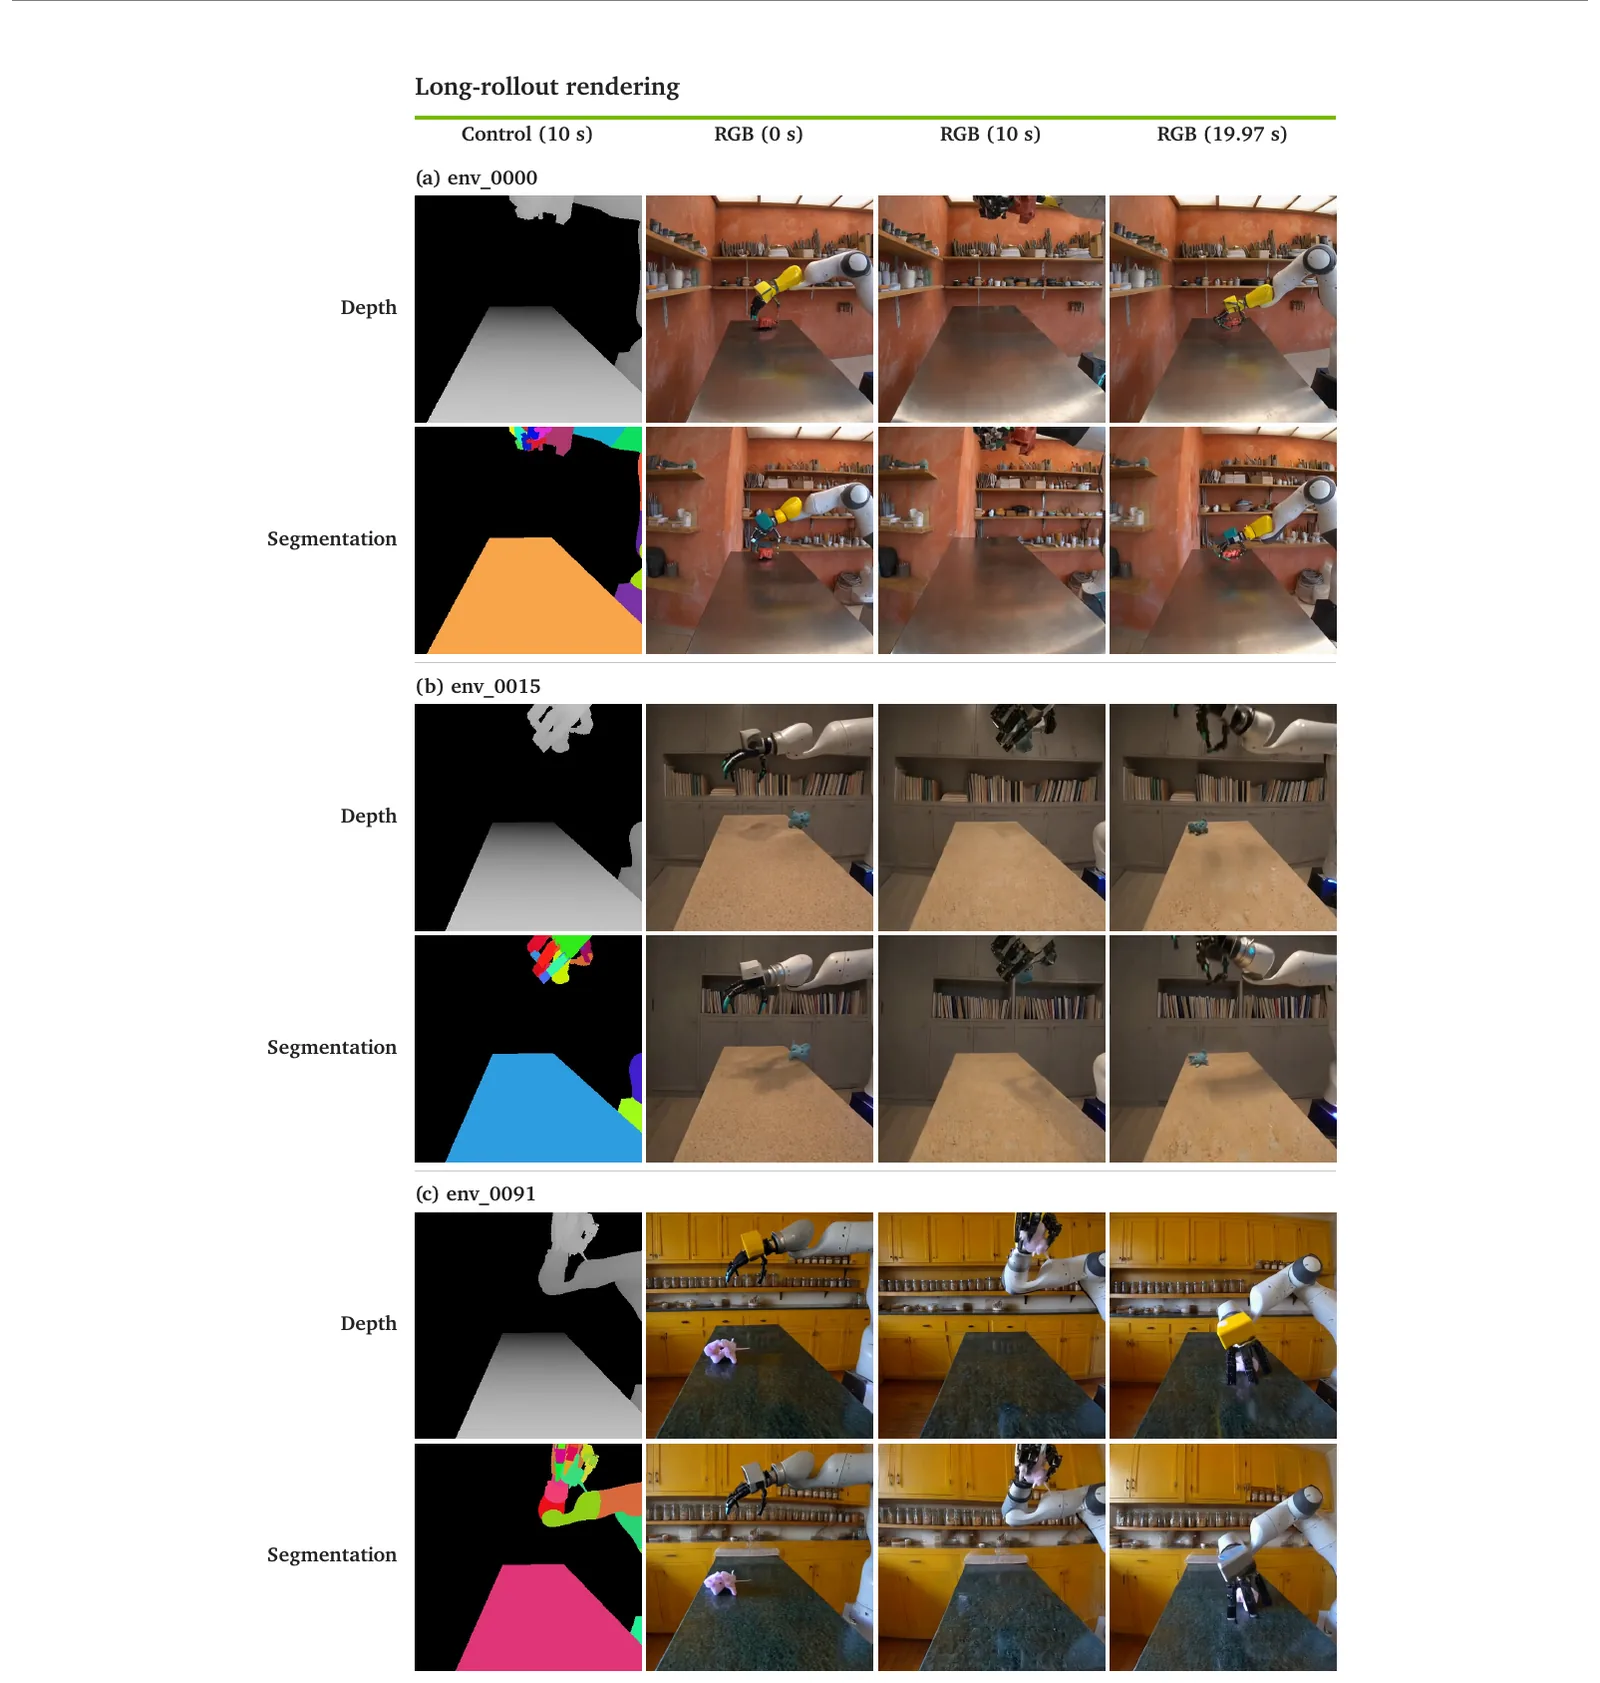 Long-rollout rendering
Control (10 s) RGB (0 s) RGB (10 s) RGB (19.97 s)
(a) env_0000
Depth
Segmentation
(b) env_0015
Depth
Segmentation
(c) env_0091
Depth
Segmentation